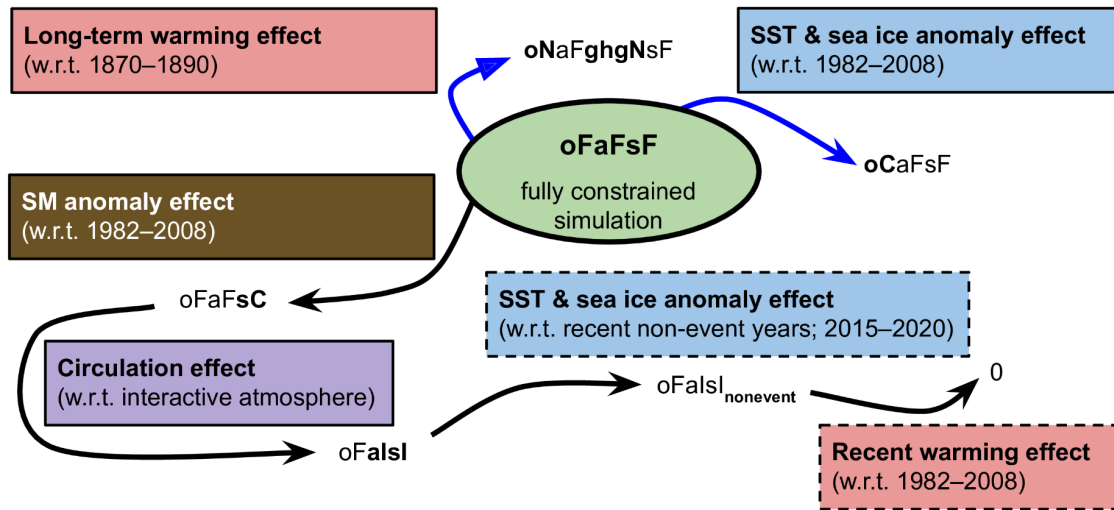 Long-term warming effect
(w.r.t. 1870–1890)
oNaFghgNsF
SST & sea ice anomaly effect
(w.r.t. 1982–2008)
oFaFsF
fully constrained
simulation
oCaFsF
SM anomaly effect
(w.r.t. 1982–2008)
oFaFsC
SST & sea ice anomaly effect
(w.r.t. recent non-event years; 2015–2020)
Circulation effect
(w.r.t. interactive atmosphere)
oFaIsI
oFaIsInonevent
0
Recent warming effect
(w.r.t. 1982–2008)